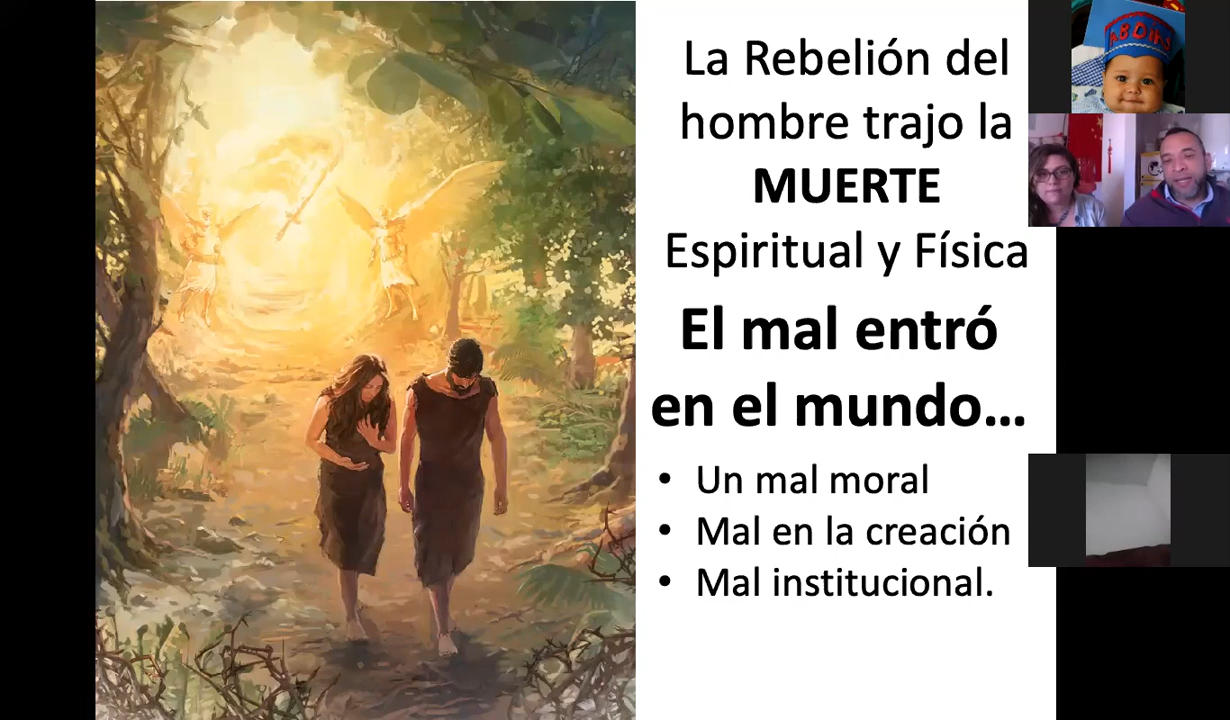 La Rebelión del
hombre trajo la
MUERTE
Espiritual y Física
El mal entró
en el mundo...
• Un mal moral
• Mal en la creación
• Mal institucional.